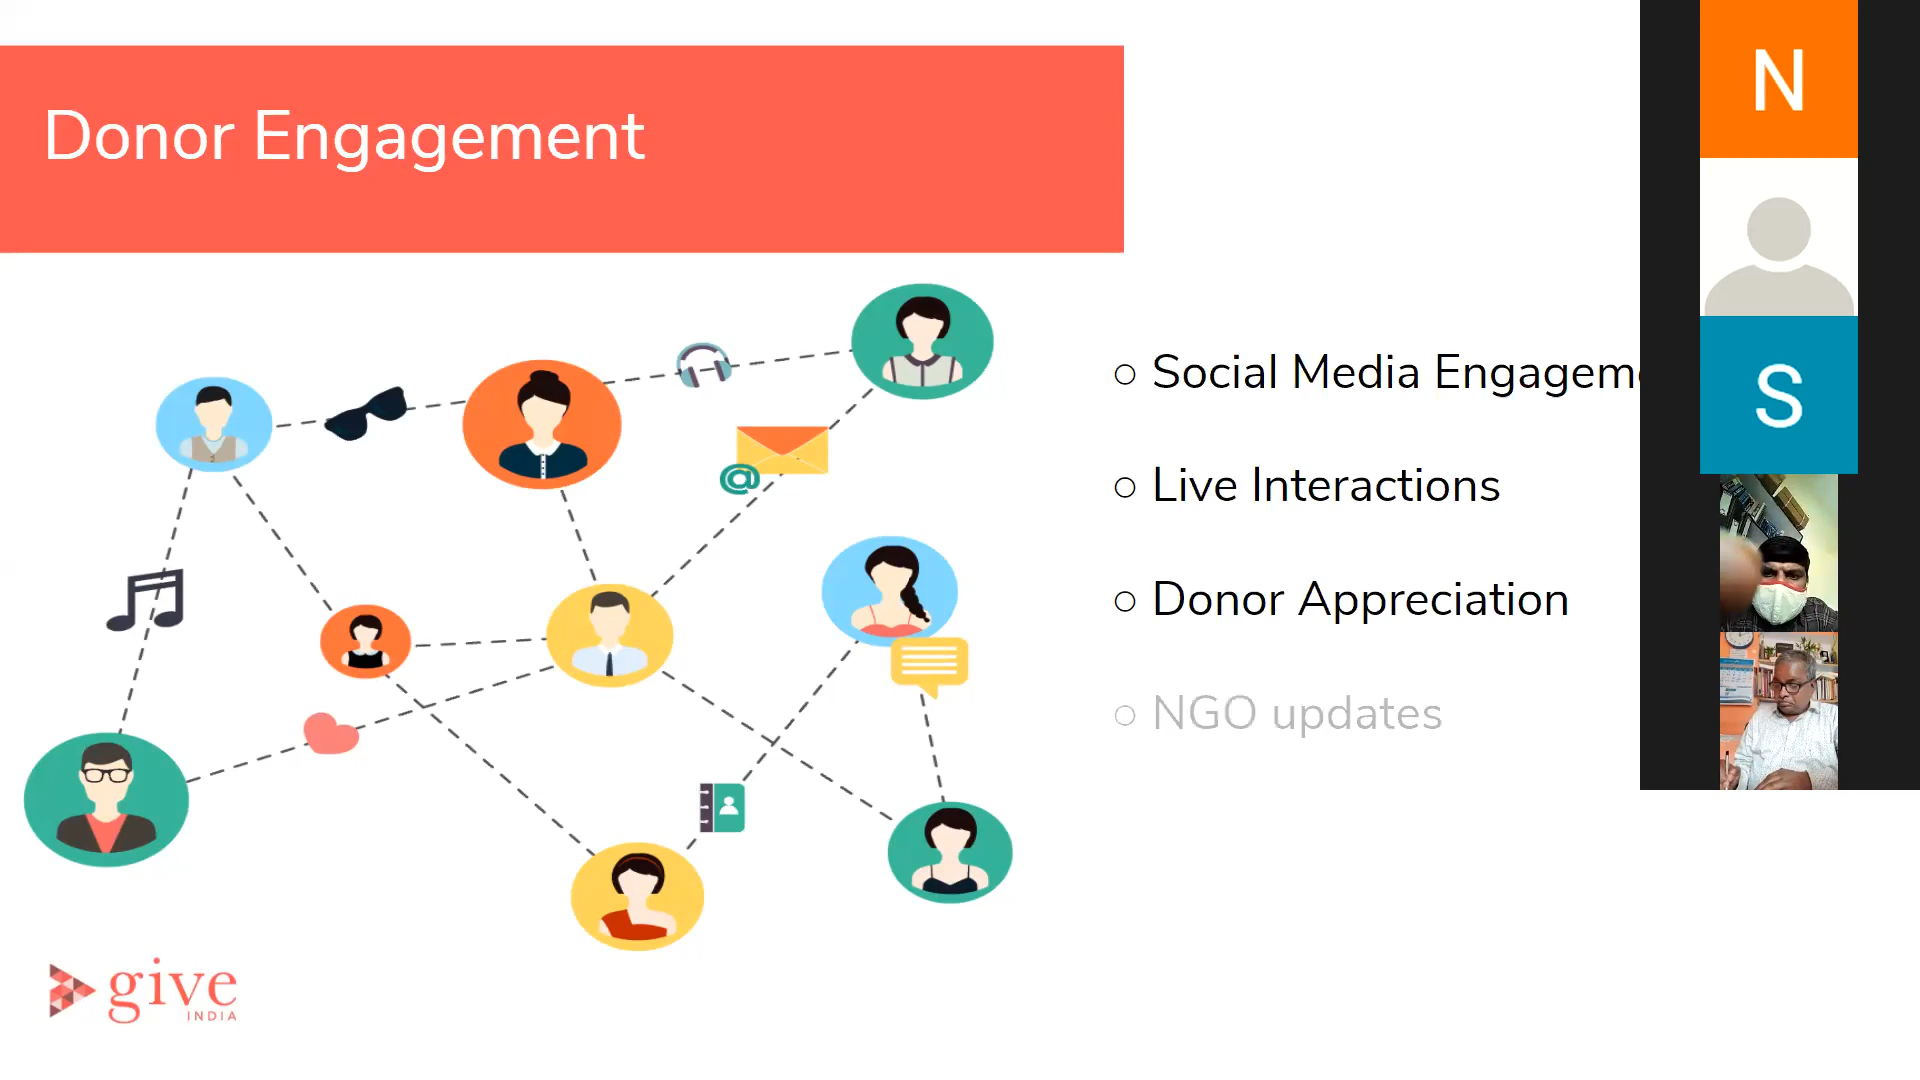 Donor Engagement
○ Social Media Engagem
○ Live Interactions
○ Donor Appreciation
○ NGO updates
@
give
INDIA
N
S